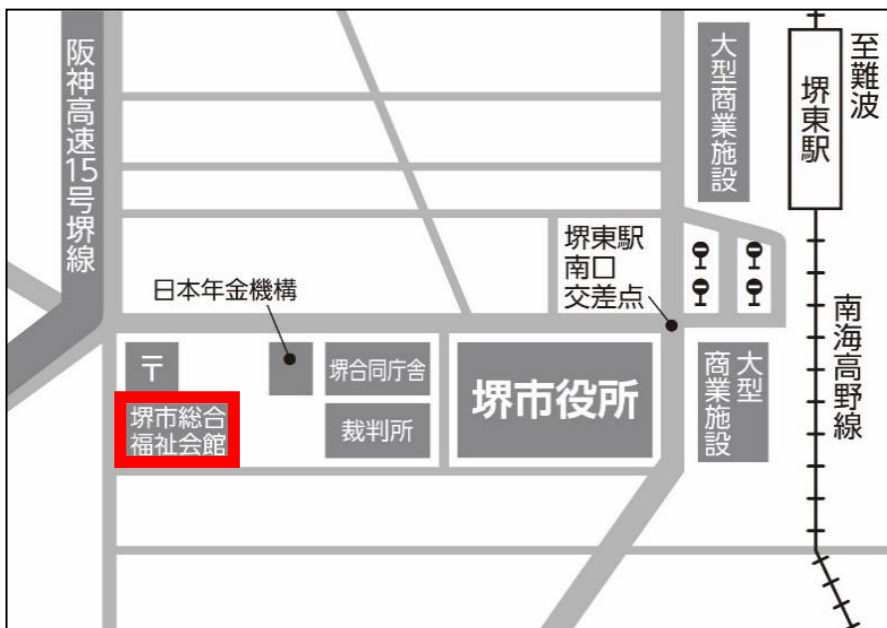 阪神高速15号堺線
大型商業施設
堺東駅
至難波
堺東駅
南口
交差点
日本年金機構
南海高野線
〒
堺合同庁舎
堺市役所
大型
商業施設
堺市総合
福祉会館
裁判所